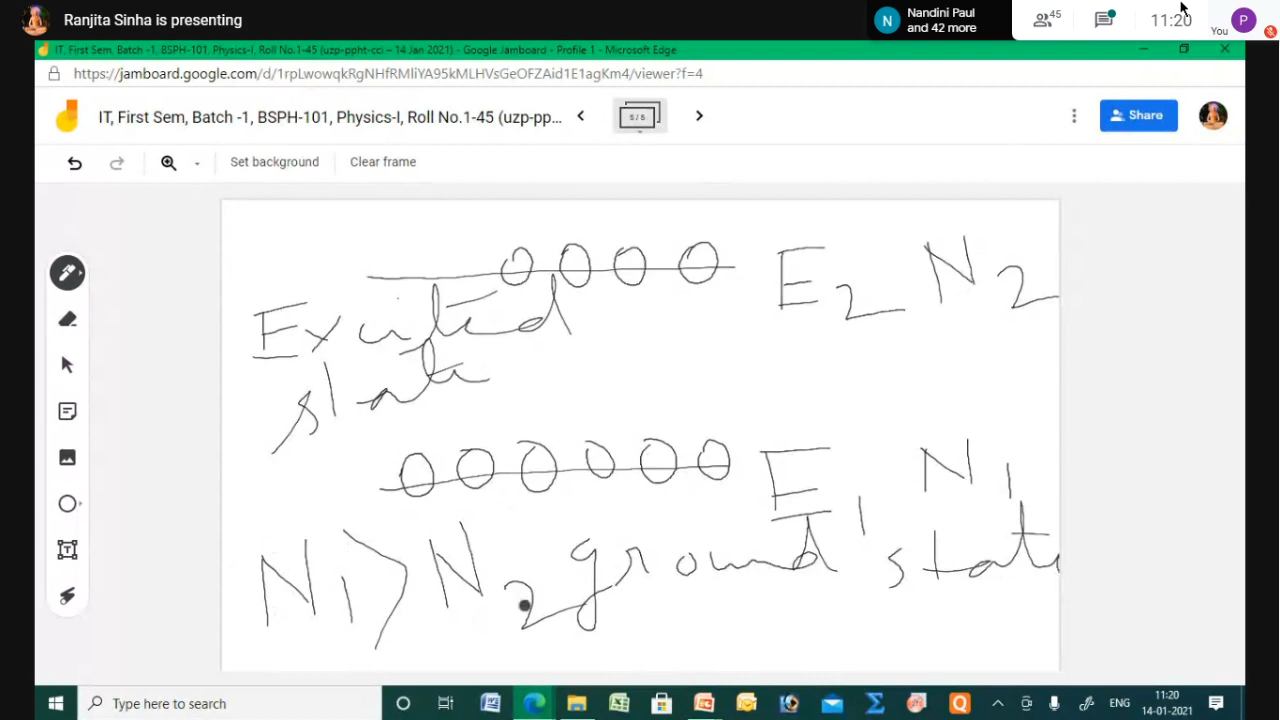 Ranjita Sinha is presenting
N
Nandini Paul
and 42 more
45
11:20
You
P
IT, First Sem, Batch -1, BSPH-101, Physics-I, Roll No.1-45 (uzp-ppht-cci – 14 Jan 2021) - Google Jamboard - Profile 1 - Microsoft Edge
https://jamboard.google.com/d/1rpLwowqkRgNHfRMliYA95kMLHVsGeOFZAid1E1agKm4/viewer?f=4
IT, First Sem, Batch -1, BSPH-101, Physics-I, Roll No.1-45 (uzp-pp...
5 / 5
Share
Set background
Clear frame
E2 N2
Exited
state
E1 N1
N1 > N2 ground state
Type here to search
ENG
11:20
14-01-2021